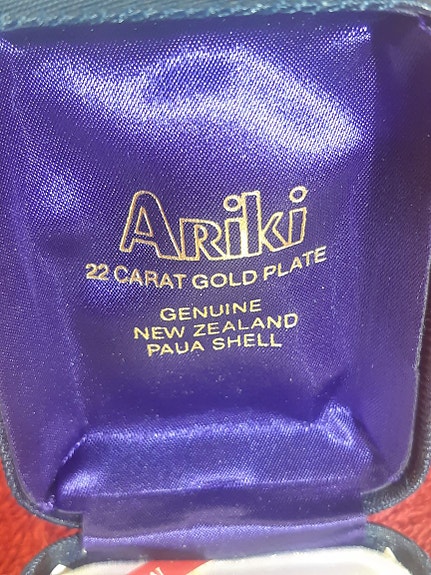 Ariki
22 CARAT GOLD PLATE
GENUINE
NEW ZEALAND
PAUA SHELL